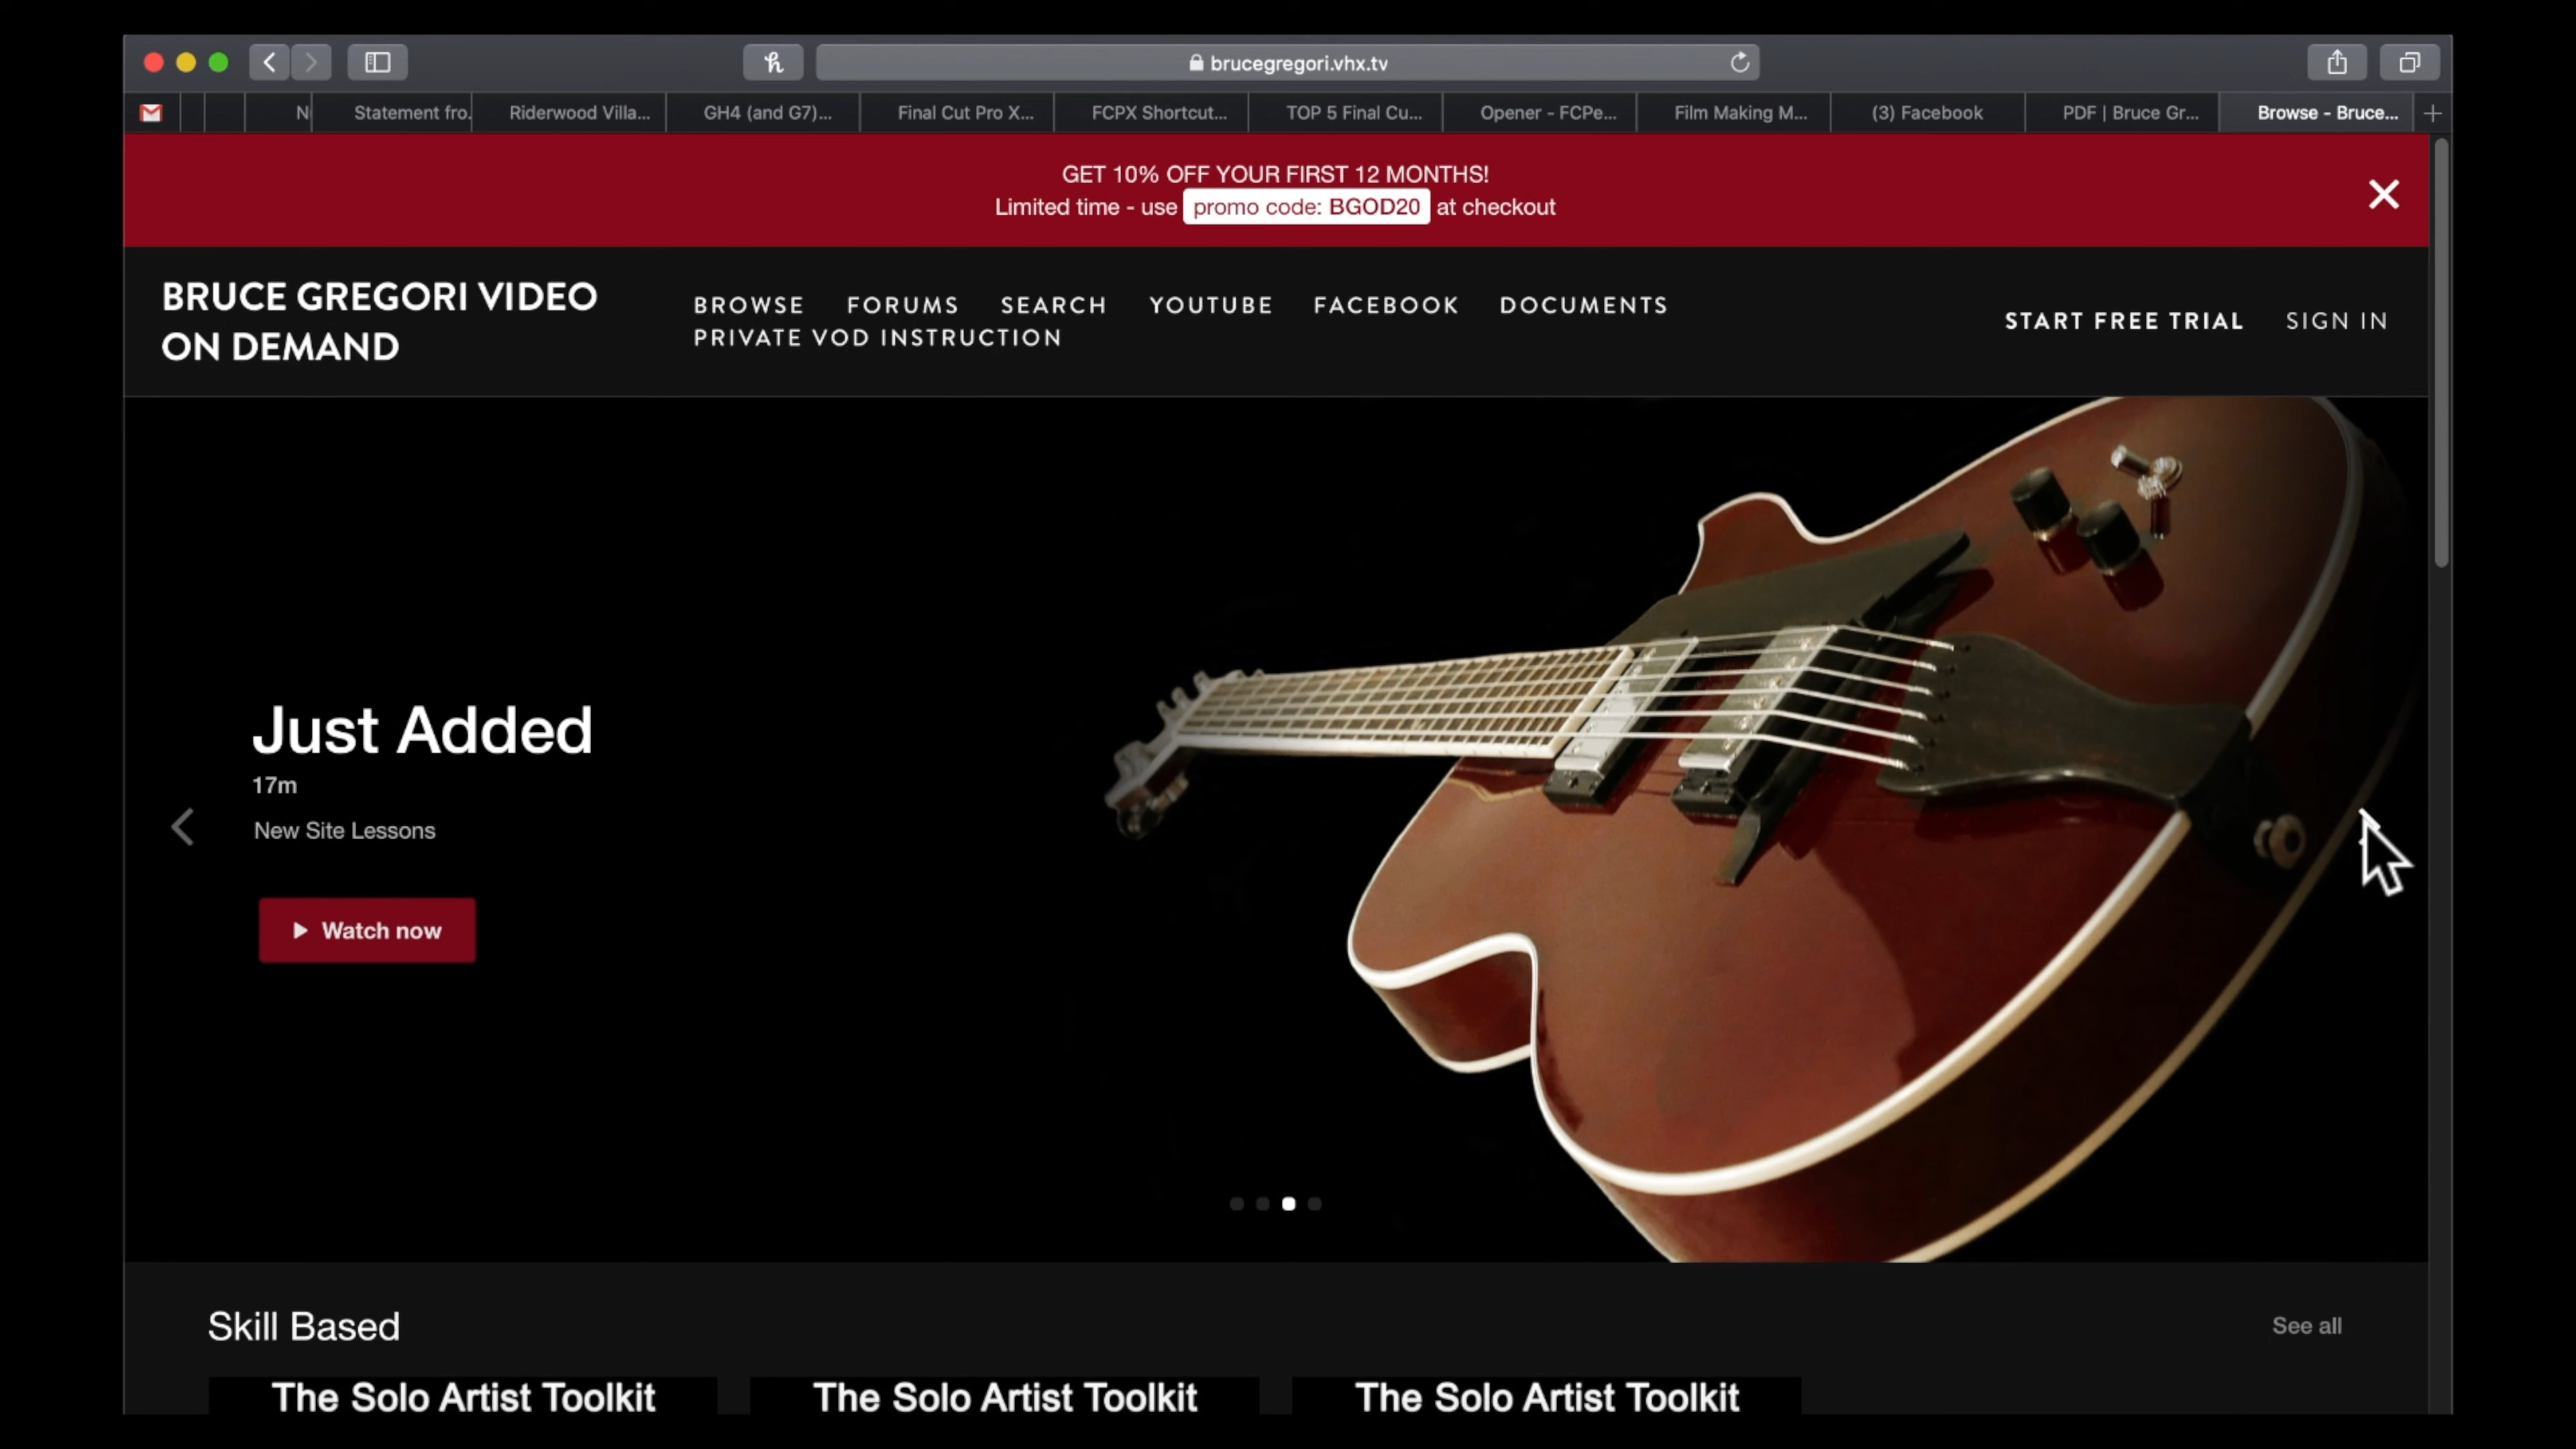 brucegregori.vhx.tv
N
Statement fro.
Riderwood Villa...
GH4 (and G7)...
Final Cut Pro X...
FCPX Shortcut...
TOP 5 Final Cu...
Opener - FCPe...
Film Making M...
(3) Facebook
PDF | Bruce Gr...
Browse - Bruce...
GET 10% OFF YOUR FIRST 12 MONTHS!
Limited time - use promo code: BGOD20 at checkout
BRUCE GREGORI VIDEO
ON DEMAND
BROWSE FORUMS SEARCH YOUTUBE FACEBOOK DOCUMENTS
PRIVATE VOD INSTRUCTION
START FREE TRIAL SIGN IN
Just Added
17m
New Site Lessons
Watch now
Skill Based
See all
The Solo Artist Toolkit
The Solo Artist Toolkit
The Solo Artist Toolkit